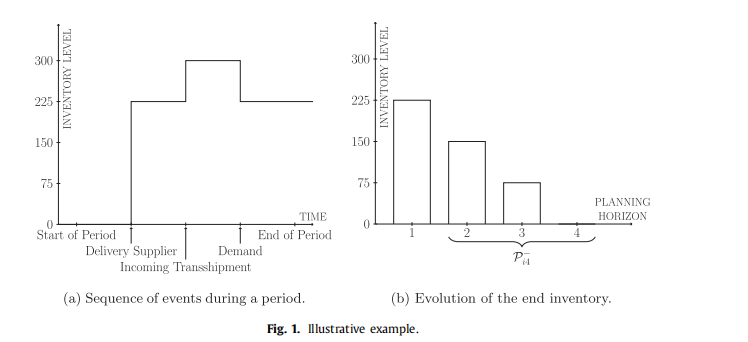 INVENTORY LEVEL
300
225
150
75
0
TIME
Start of Period
End of Period
Delivery Supplier
Demand
Incoming Transshipment
(a) Sequence of events during a period.
INVENTORY LEVEL
300
225
150
75
0
PLANNING
HORIZON
1 2 3 4
𝒫⁻ᵢ₄
(b) Evolution of the end inventory.
Fig. 1. Illustrative example.